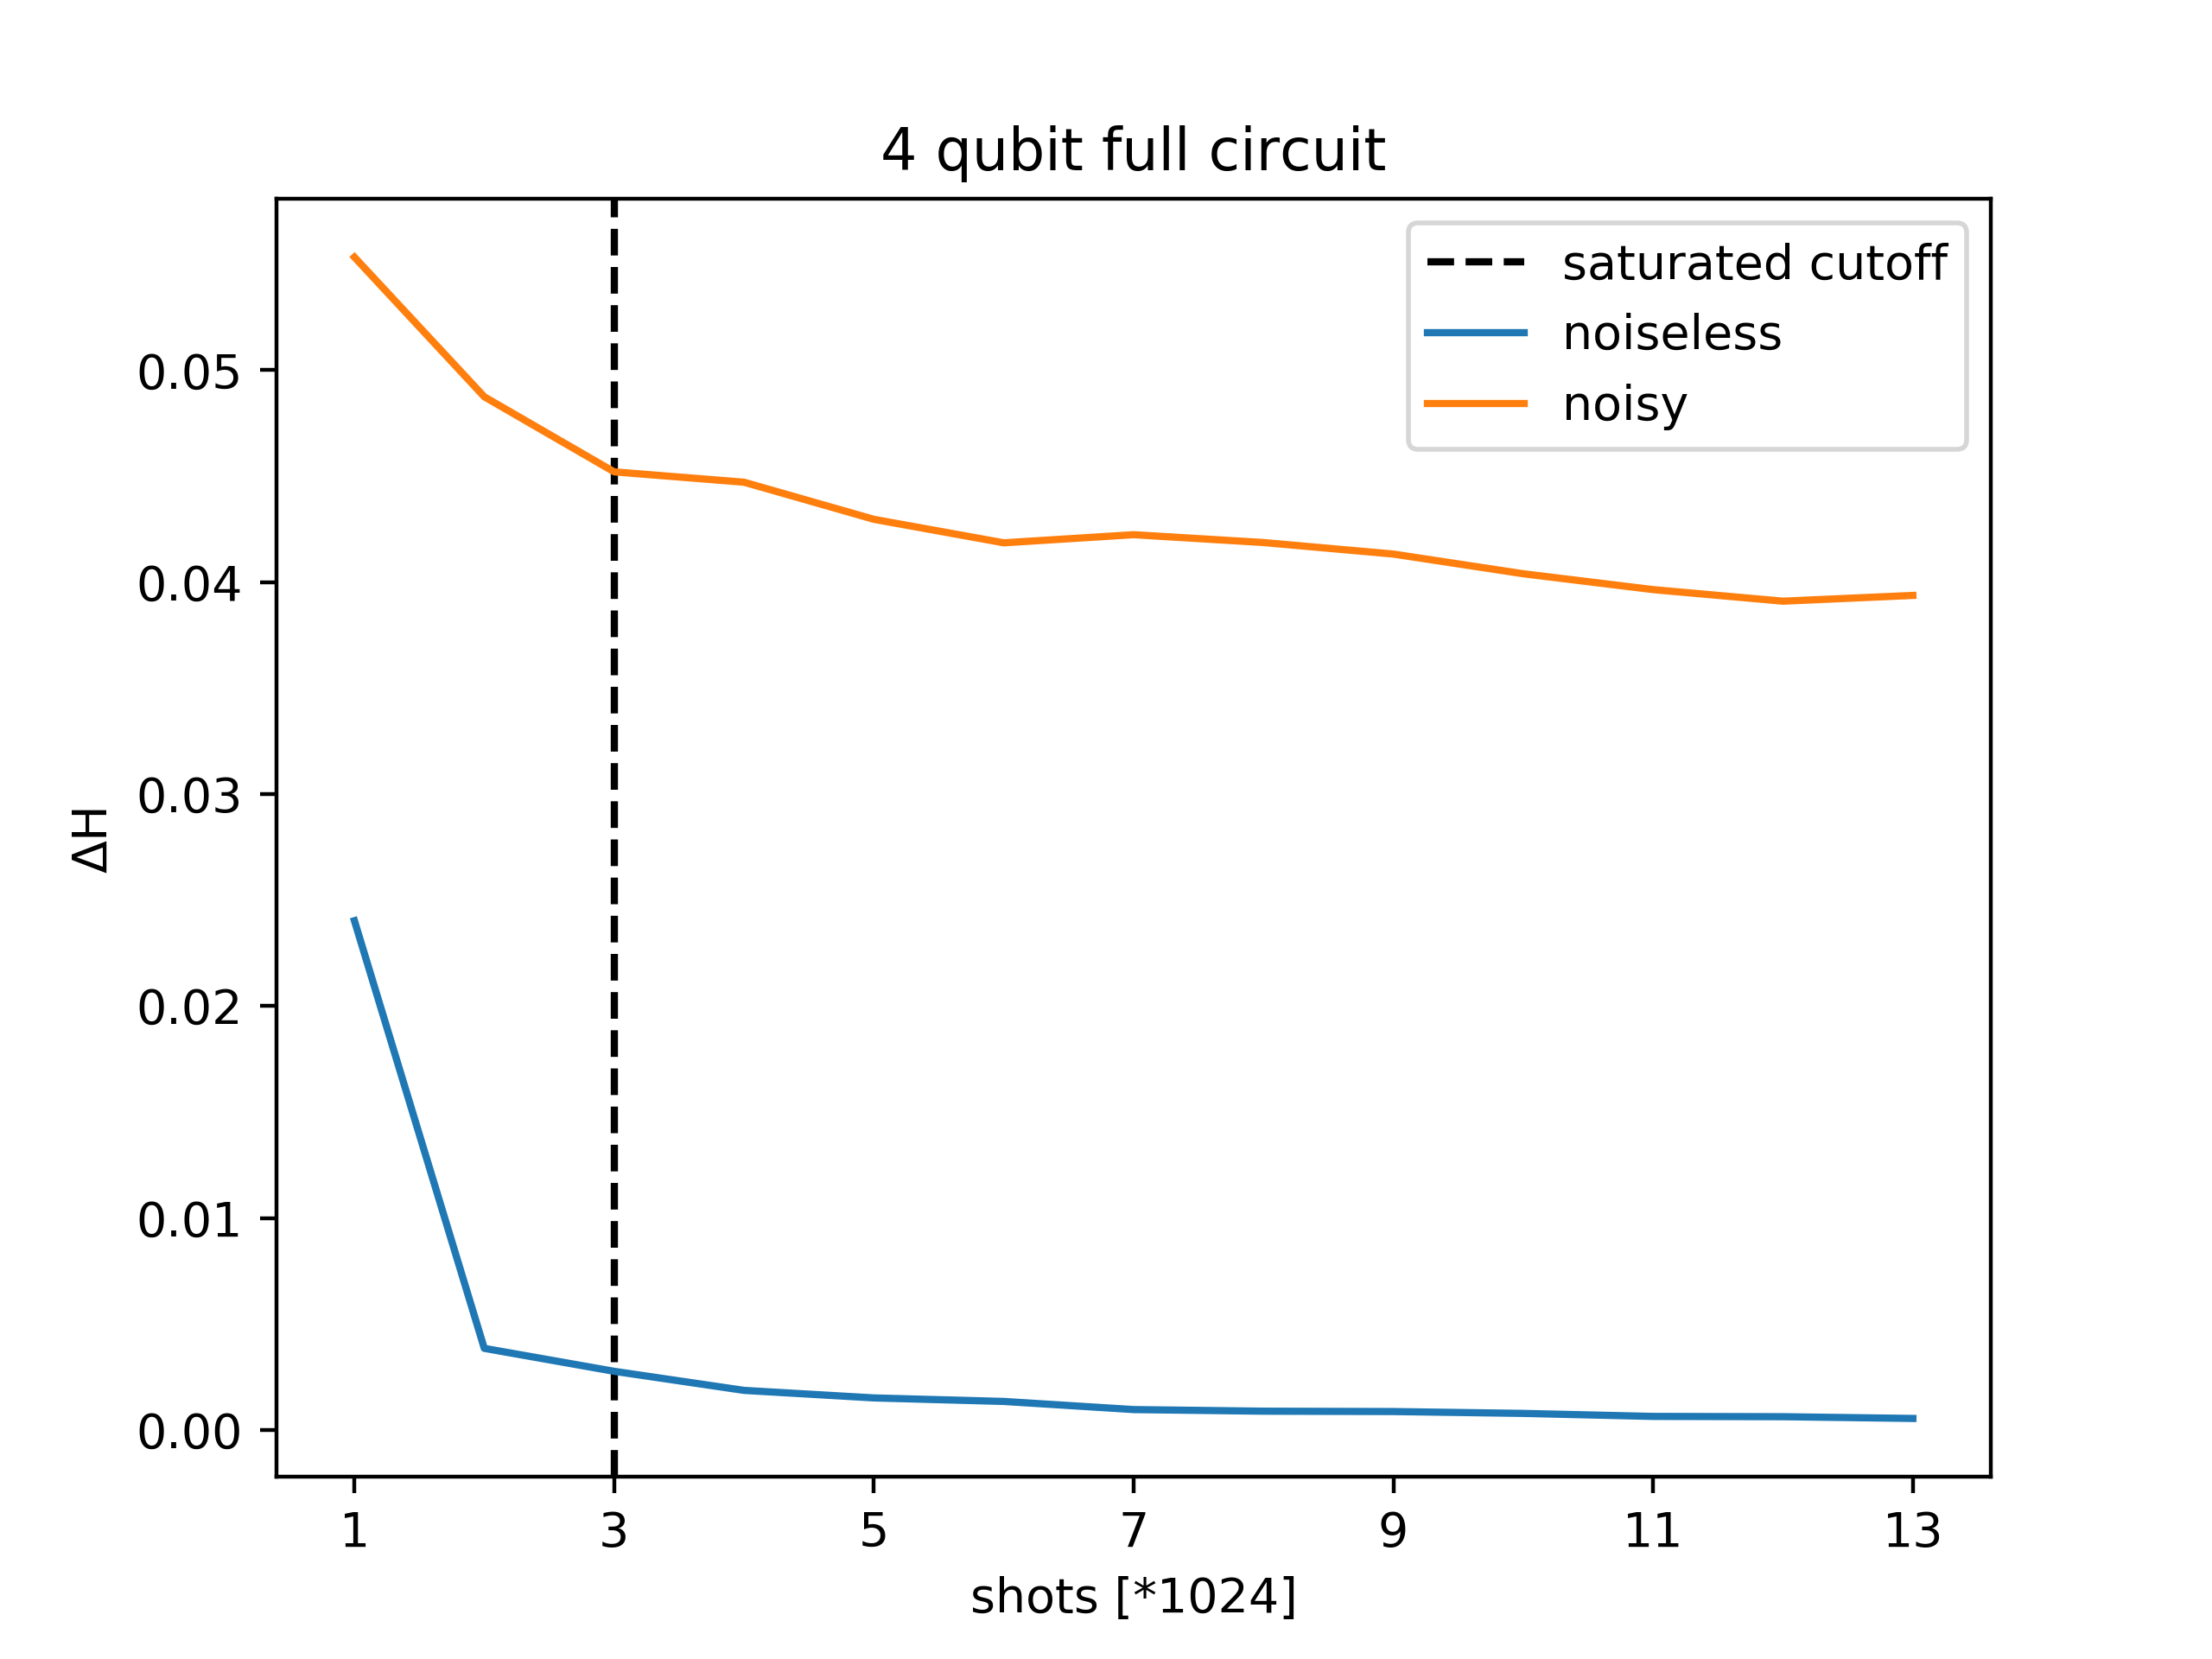 4 qubit full circuit
saturated cutoff
noiseless
noisy
0.05
0.04
0.03
0.02
0.01
0.00
ΔH
1 3 5 7 9 11 13
shots [*1024]